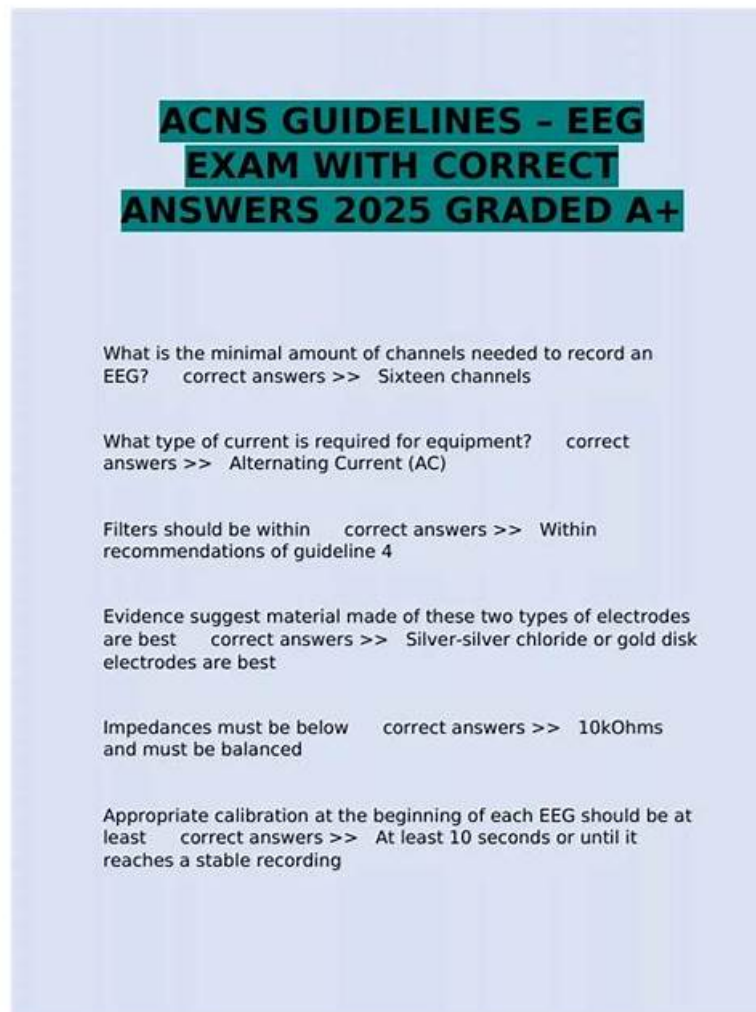 ACNS GUIDELINES – EEG
EXAM WITH CORRECT
ANSWERS 2025 GRADED A+
What is the minimal amount of channels needed to record an
EEG? correct answers >> Sixteen channels
What type of current is required for equipment? correct
answers >> Alternating Current (AC)
Filters should be within correct answers >> Within
recommendations of guideline 4
Evidence suggest material made of these two types of electrodes
are best correct answers >> Silver-silver chloride or gold disk
electrodes are best
Impedances must be below correct answers >> 10kOhms
and must be balanced
Appropriate calibration at the beginning of each EEG should be at
least correct answers >> At least 10 seconds or until it
reaches a stable recording